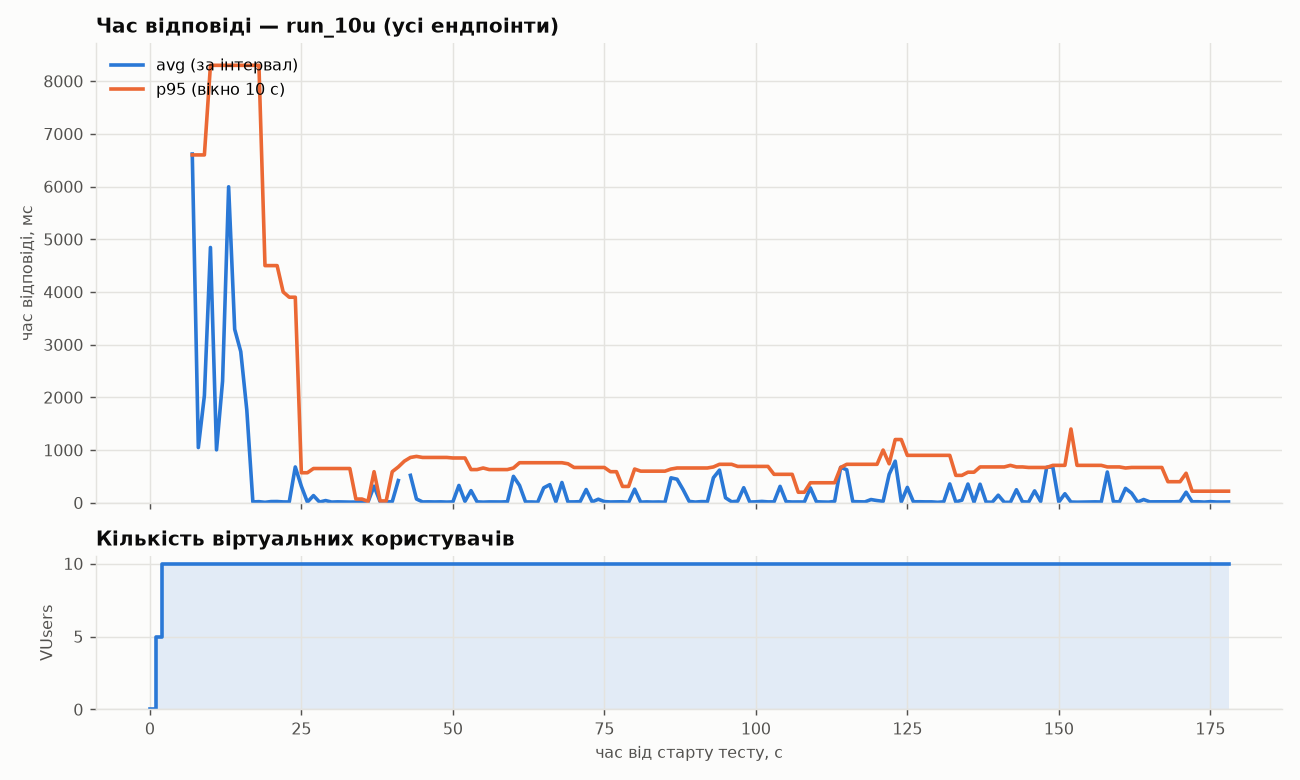 Час відповіді — run_10u (усі ендпоінти)
avg (за інтервал)
p95 (вікно 10 с)
8000
7000
6000
5000
4000
3000
2000
1000
0
час відповіді, мс
Кількість віртуальних користувачів
10
5
0
VUsers
0 25 50 75 100 125 150 175
час від старту тесту, с